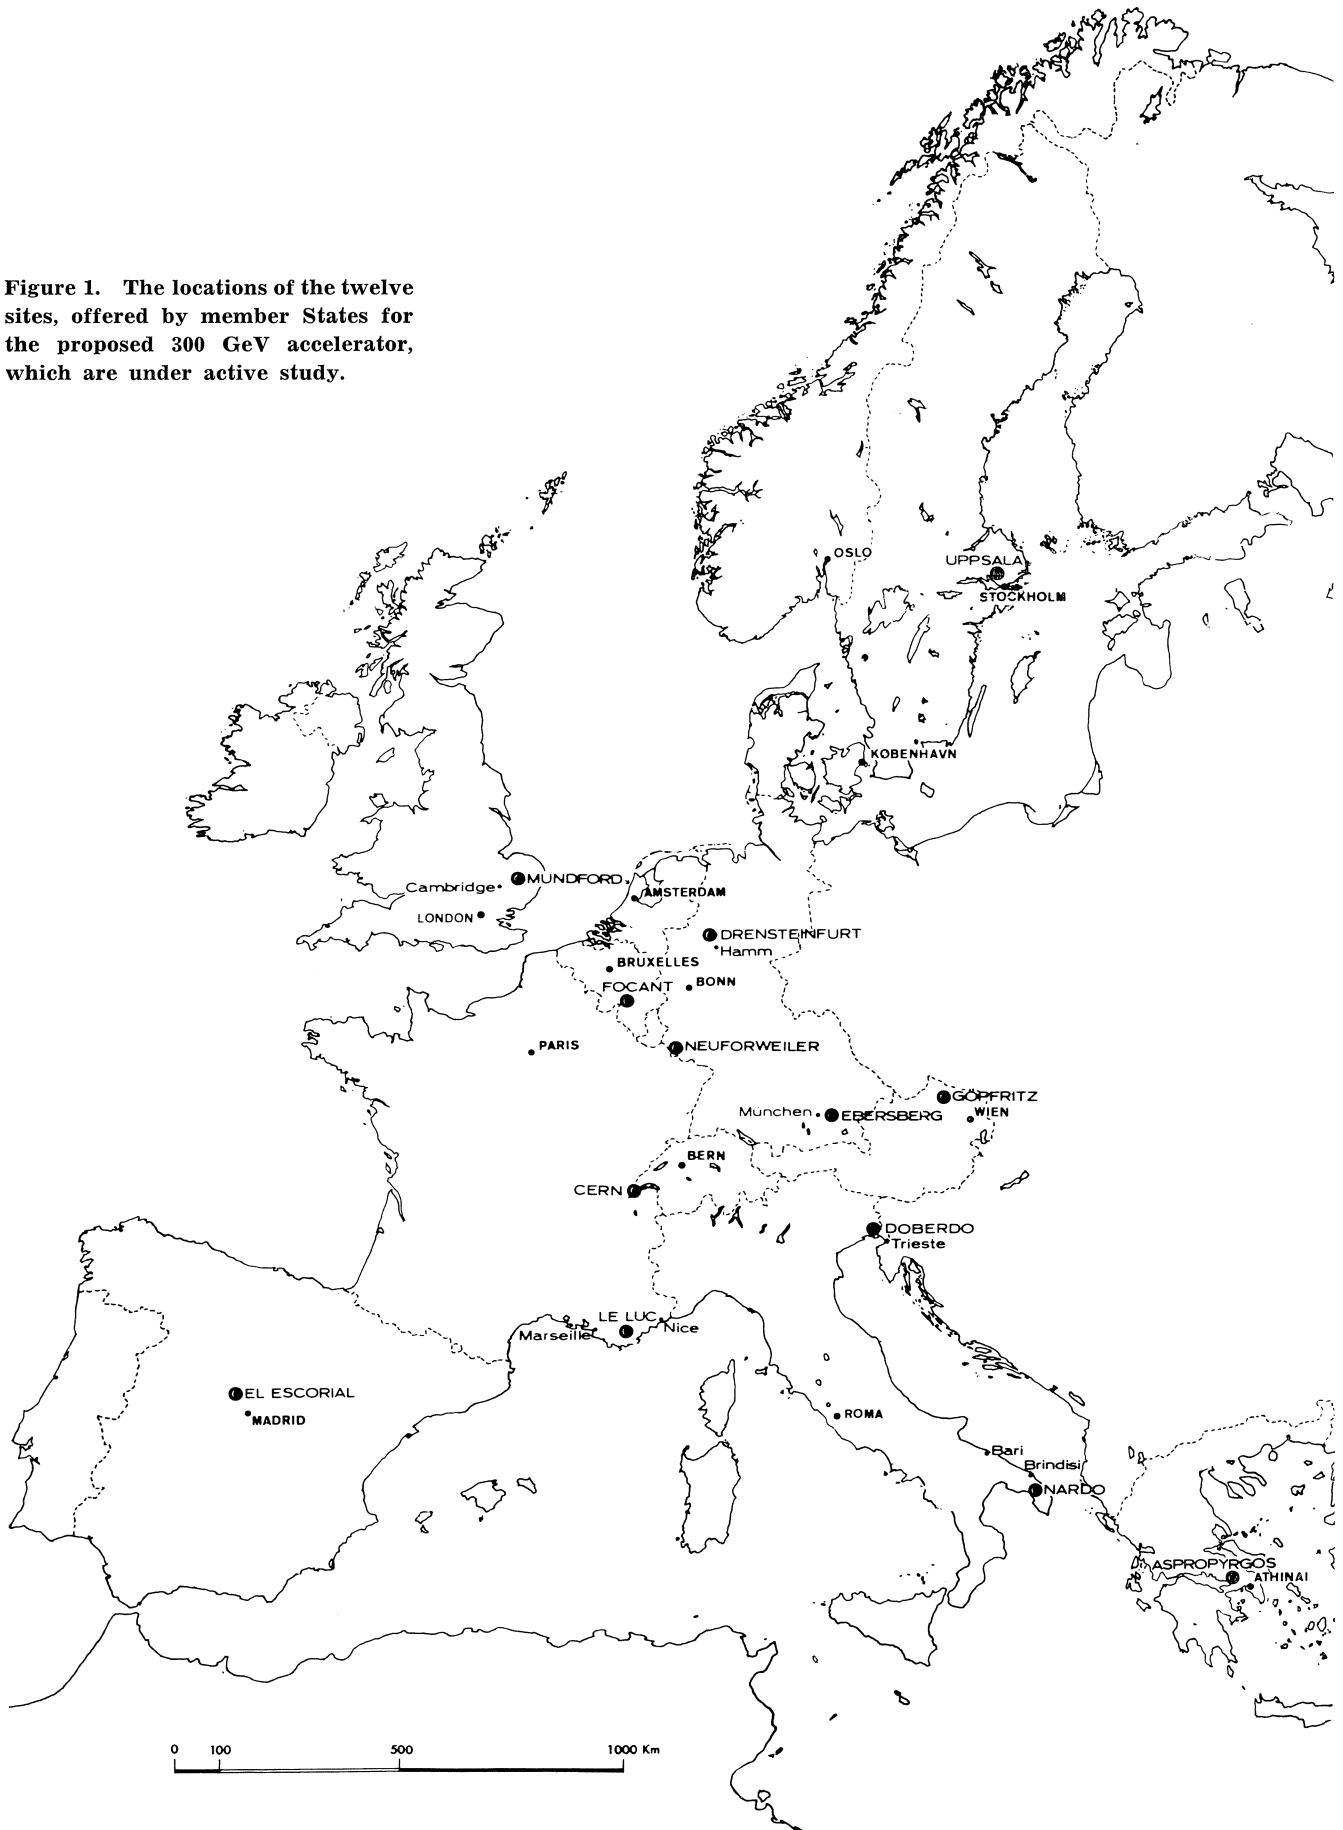 Figure 1. The locations of the twelve
sites, offered by member States for
the proposed 300 GeV accelerator,
which are under active study.
OSLO
UPPSALA
STOCKHOLM
KØBENHAVN
MUNDFORD
Cambridge
AMSTERDAM
LONDON
DRENSTEINFURT
Hamm
BRUXELLES
BONN
FOCANT
PARIS
NEUFORWEILER
GÖPFRITZ
München
EBERSBERG
WIEN
BERN
CERN
DOBERDO
Trieste
LE LUC
Marseille
Nice
EL ESCORIAL
MADRID
ROMA
Bari
Brindisi
NARDO
ASPROPYRGOS
ATHINAI
0 100 500 1000 Km